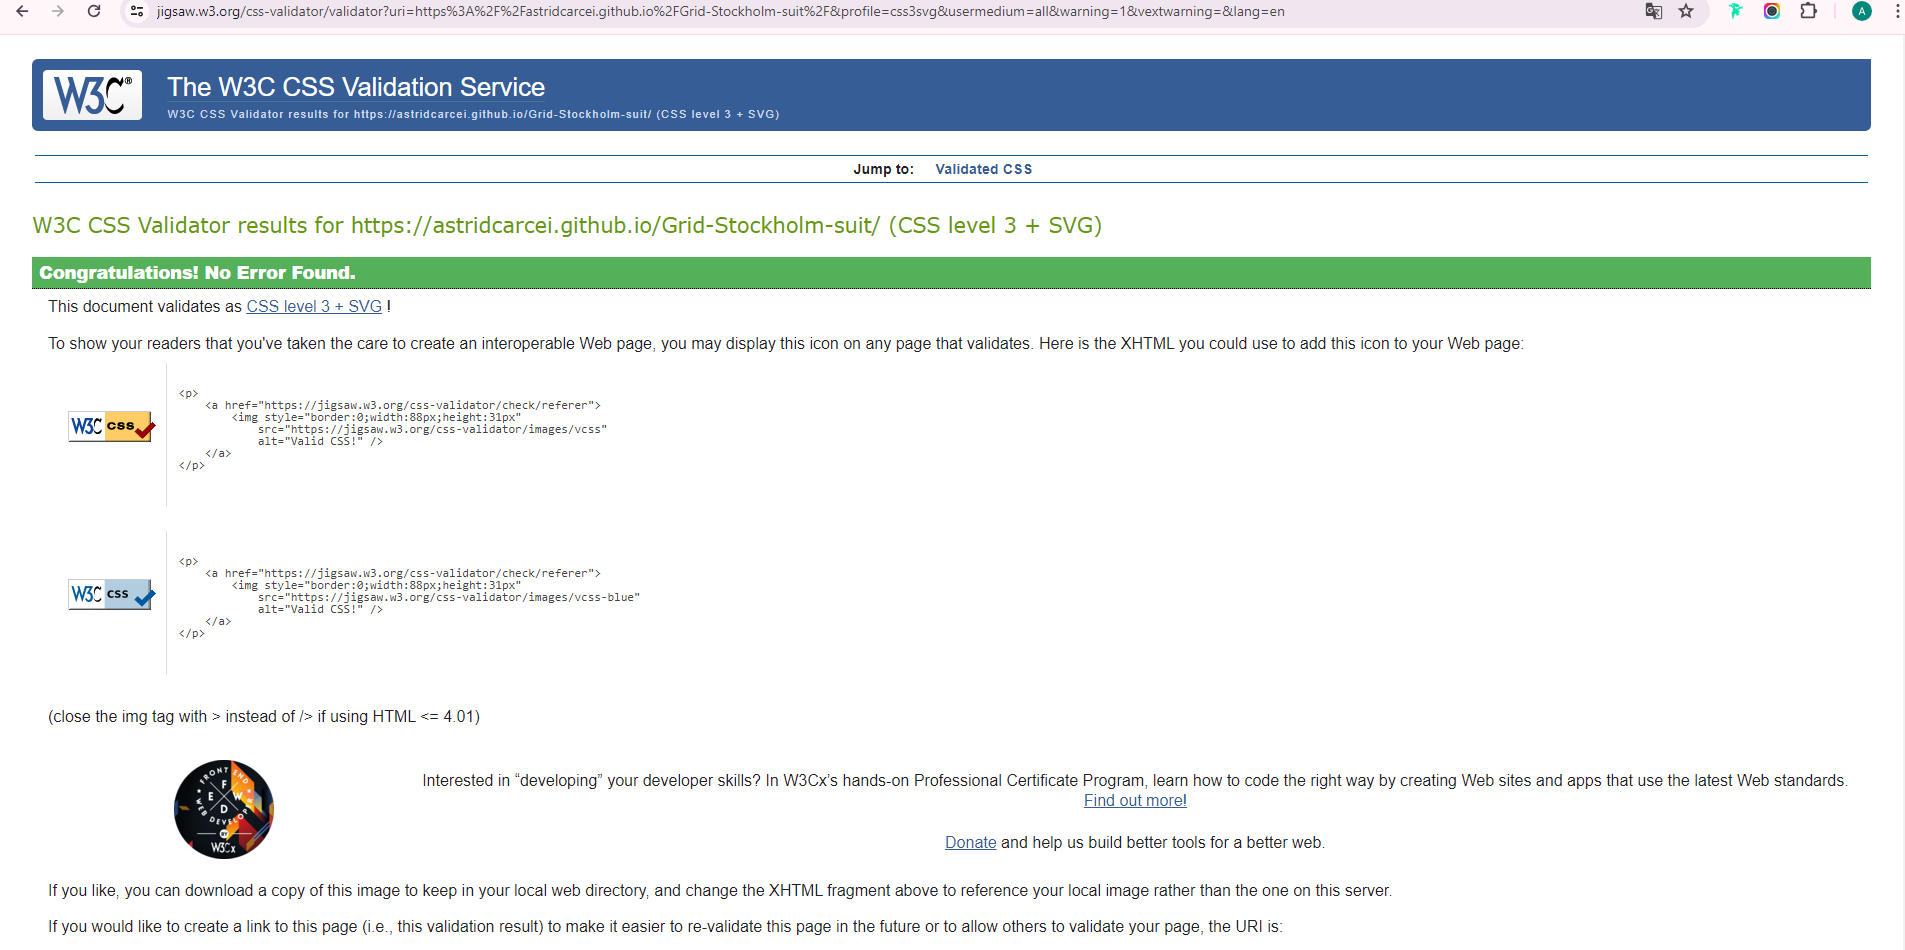 jigsaw.w3.org/css-validator/validator?uri=https%3A%2F%2Fastridcarcei.github.io%2FGrid-Stockholm-suit%2F&profile=css3svg&usermedium=all&warning=1&vextwarning=&lang=en
A
W3C®
The W3C CSS Validation Service
W3C CSS Validator results for https://astridcarcei.github.io/Grid-Stockholm-suit/ (CSS level 3 + SVG)
Jump to: Validated CSS
W3C CSS Validator results for https://astridcarcei.github.io/Grid-Stockholm-suit/ (CSS level 3 + SVG)
Congratulations! No Error Found.
This document validates as CSS level 3 + SVG !
To show your readers that you've taken the care to create an interoperable Web page, you may display this icon on any page that validates. Here is the XHTML you could use to add this icon to your Web page:
W3C css
<p>
<a href="https://jigsaw.w3.org/css-validator/check/referer">
<img style="border:0;width:88px;height:31px"
src="https://jigsaw.w3.org/css-validator/images/vcss"
alt="Valid CSS!" />
</a>
</p>
W3C css
<p>
<a href="https://jigsaw.w3.org/css-validator/check/referer">
<img style="border:0;width:88px;height:31px"
src="https://jigsaw.w3.org/css-validator/images/vcss-blue"
alt="Valid CSS!" />
</a>
</p>
(close the img tag with > instead of /> if using HTML <= 4.01)
FRONT END
F
E W
D
WEB DEVELOPER
BY
W3Cx
Interested in “developing” your developer skills? In W3Cx’s hands-on Professional Certificate Program, learn how to code the right way by creating Web sites and apps that use the latest Web standards.
Find out more!
Donate and help us build better tools for a better web.
If you like, you can download a copy of this image to keep in your local web directory, and change the XHTML fragment above to reference your local image rather than the one on this server.
If you would like to create a link to this page (i.e., this validation result) to make it easier to re-validate this page in the future or to allow others to validate your page, the URI is: